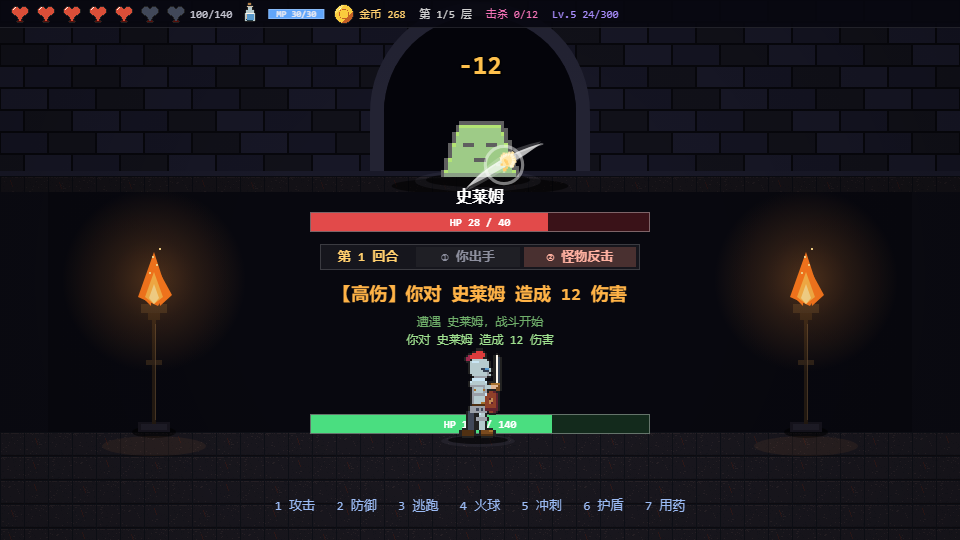 100/140 MP 30/30 金币 268 第 1/5 层 击杀 0/12 Lv.5 24/300
-12
史莱姆
HP 28 / 40
第 1 回合 ① 你出手 ② 怪物反击
【高伤】你对 史莱姆 造成 12 伤害
遭遇 史莱姆，战斗开始
你对 史莱姆 造成 12 伤害
HP / 140
1 攻击 2 防御 3 逃跑 4 火球 5 冲刺 6 护盾 7 用药